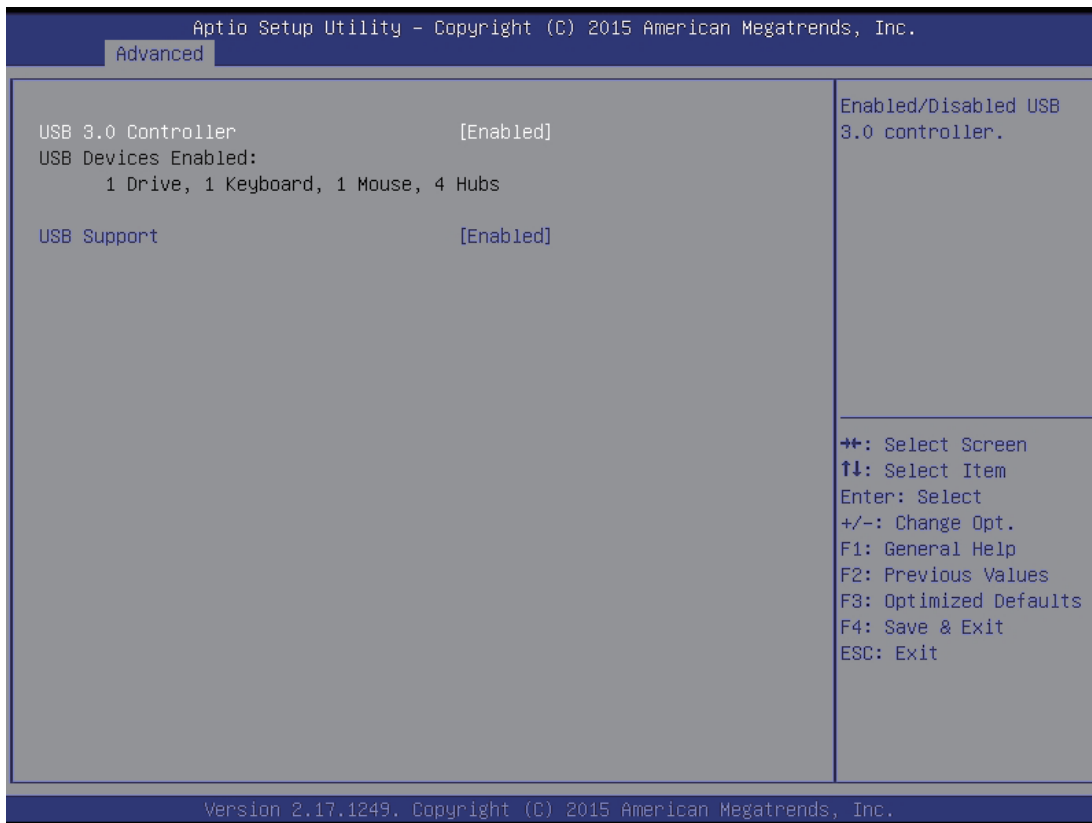 Aptio Setup Utility – Copyright (C) 2015 American Megatrends, Inc.
Advanced
USB 3.0 Controller [Enabled]
USB Devices Enabled:
1 Drive, 1 Keyboard, 1 Mouse, 4 Hubs
USB Support [Enabled]
Enabled/Disabled USB
3.0 controller.
→←: Select Screen
↑↓: Select Item
Enter: Select
+/-: Change Opt.
F1: General Help
F2: Previous Values
F3: Optimized Defaults
F4: Save & Exit
ESC: Exit
Version 2.17.1249. Copyright (C) 2015 American Megatrends, Inc.